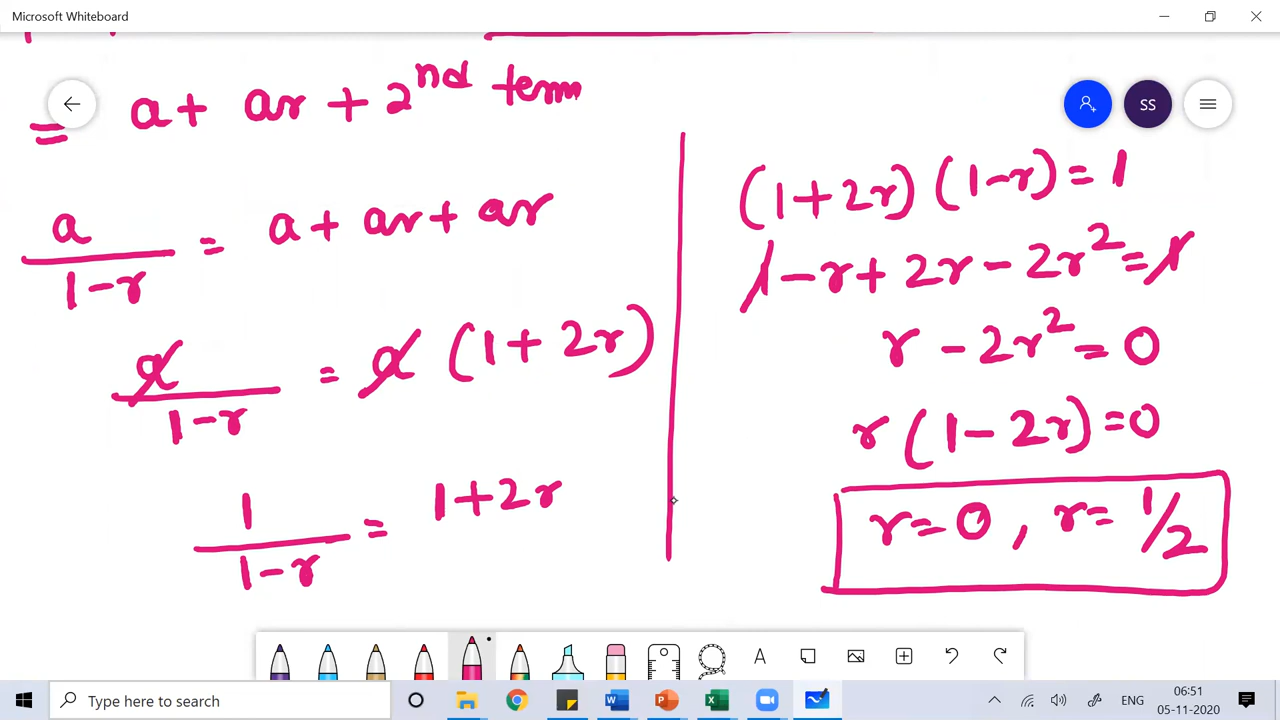 Microsoft Whiteboard
= a + ar + 2nd term
a/(1-r) = a + ar + ar
a/(1-r) = a (1+2r)
1/(1-r) = 1+2r
SS
(1+2r) (1-r) = 1
1-r+2r-2r²=1
r-2r²=0
r(1-2r)=0
r=0, r=1/2
A
Type here to search
ENG
06:51
05-11-2020